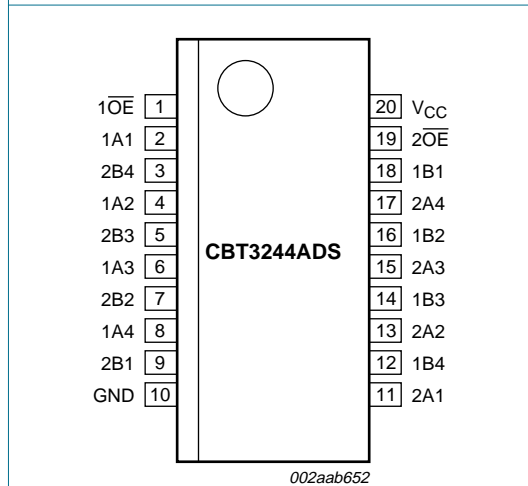 1O̅E̅ 1 20 VCC
1A1 2 19 2O̅E̅
2B4 3 18 1B1
1A2 4 17 2A4
2B3 5 16 1B2
CBT3244ADS
1A3 6 15 2A3
2B2 7 14 1B3
1A4 8 13 2A2
2B1 9 12 1B4
GND 10 11 2A1
002aab652